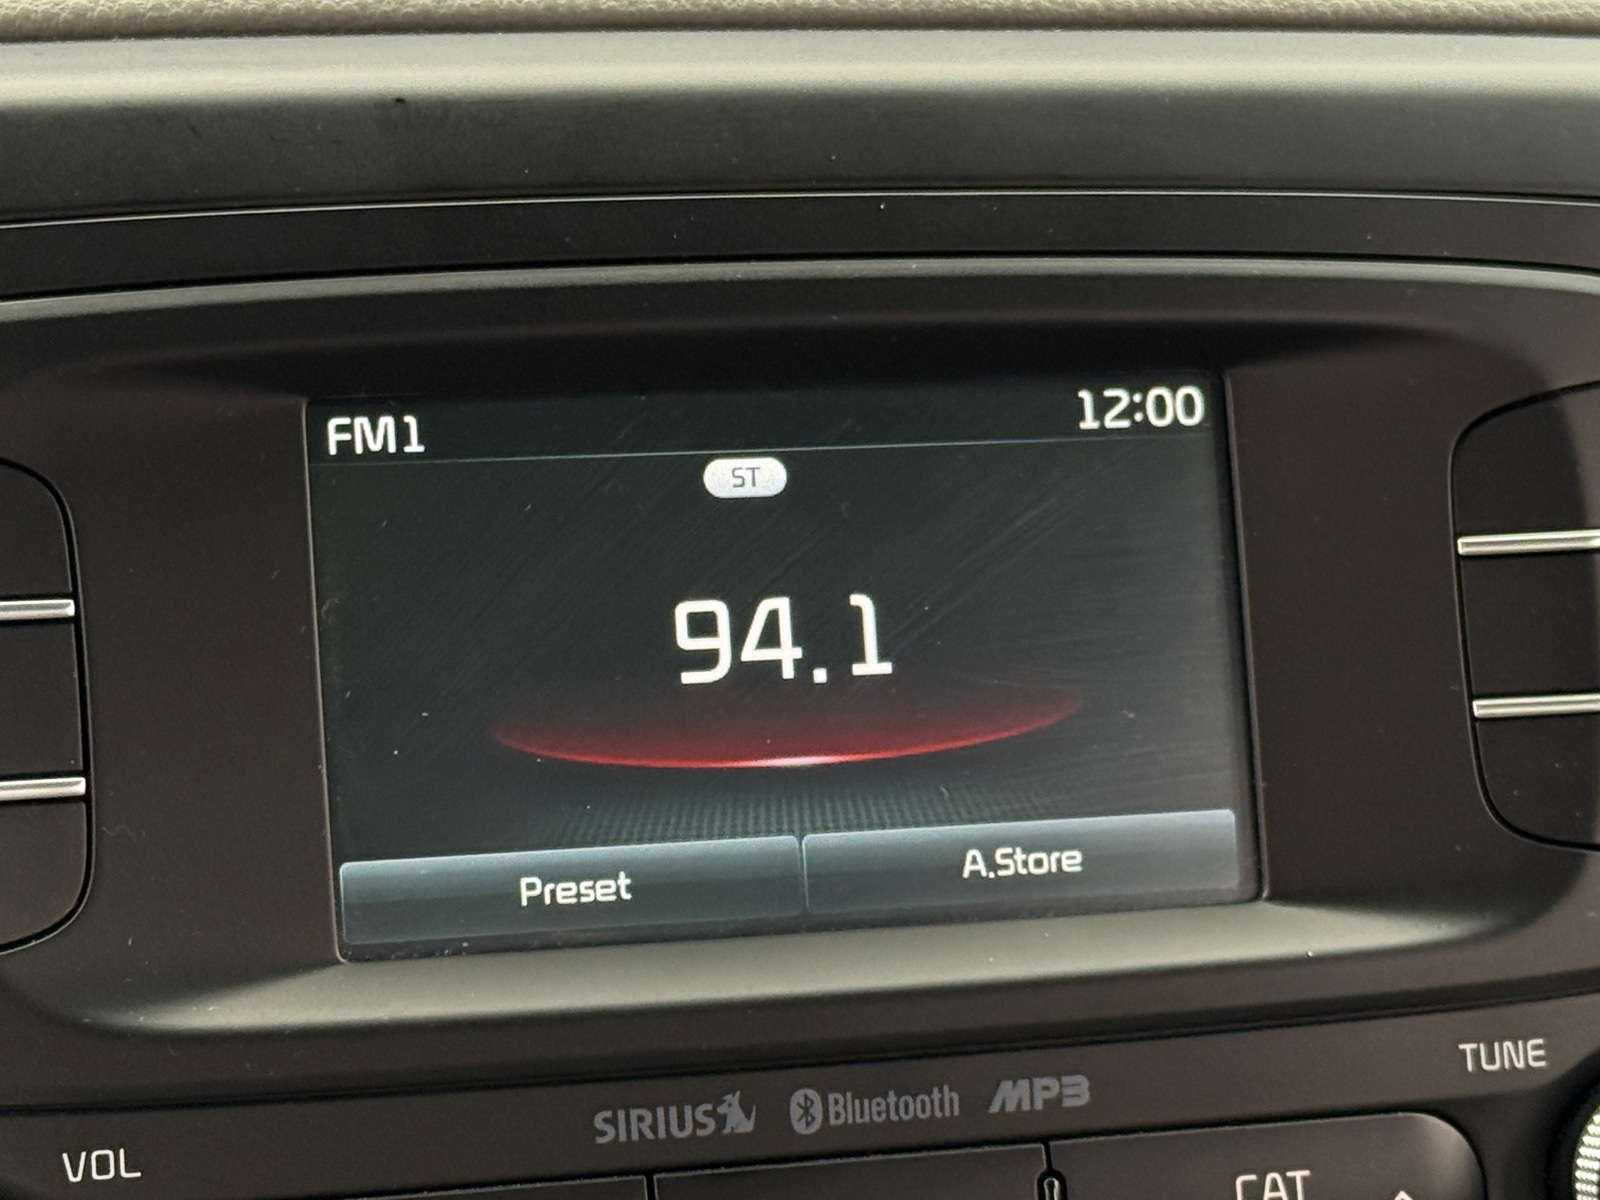 FM1 12:00
ST
94.1
Preset A.Store
TUNE
SIRIUS Bluetooth MP3
VOL
CAT